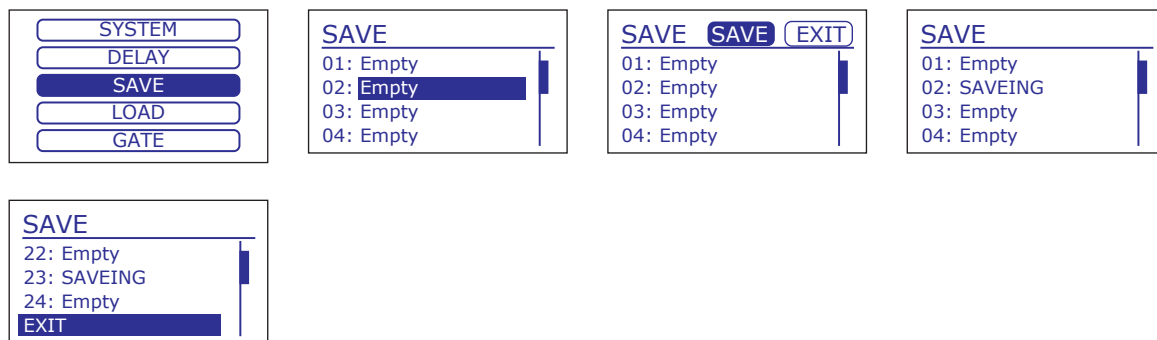 SYSTEM
DELAY
SAVE
LOAD
GATE
SAVE
01: Empty
02: Empty
03: Empty
04: Empty
SAVE SAVE EXIT
01: Empty
02: Empty
03: Empty
04: Empty
SAVE
01: Empty
02: SAVEING
03: Empty
04: Empty
SAVE
22: Empty
23: SAVEING
24: Empty
EXIT